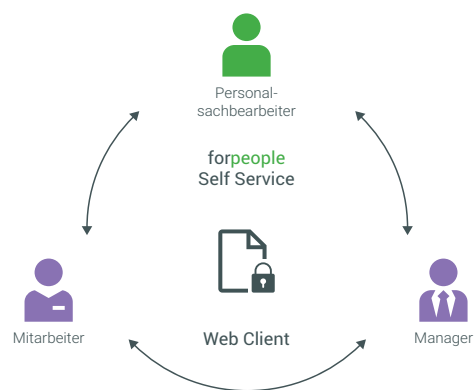 Personal-
sachbearbeiter
forpeople
Self Service
Mitarbeiter
Web Client
Manager